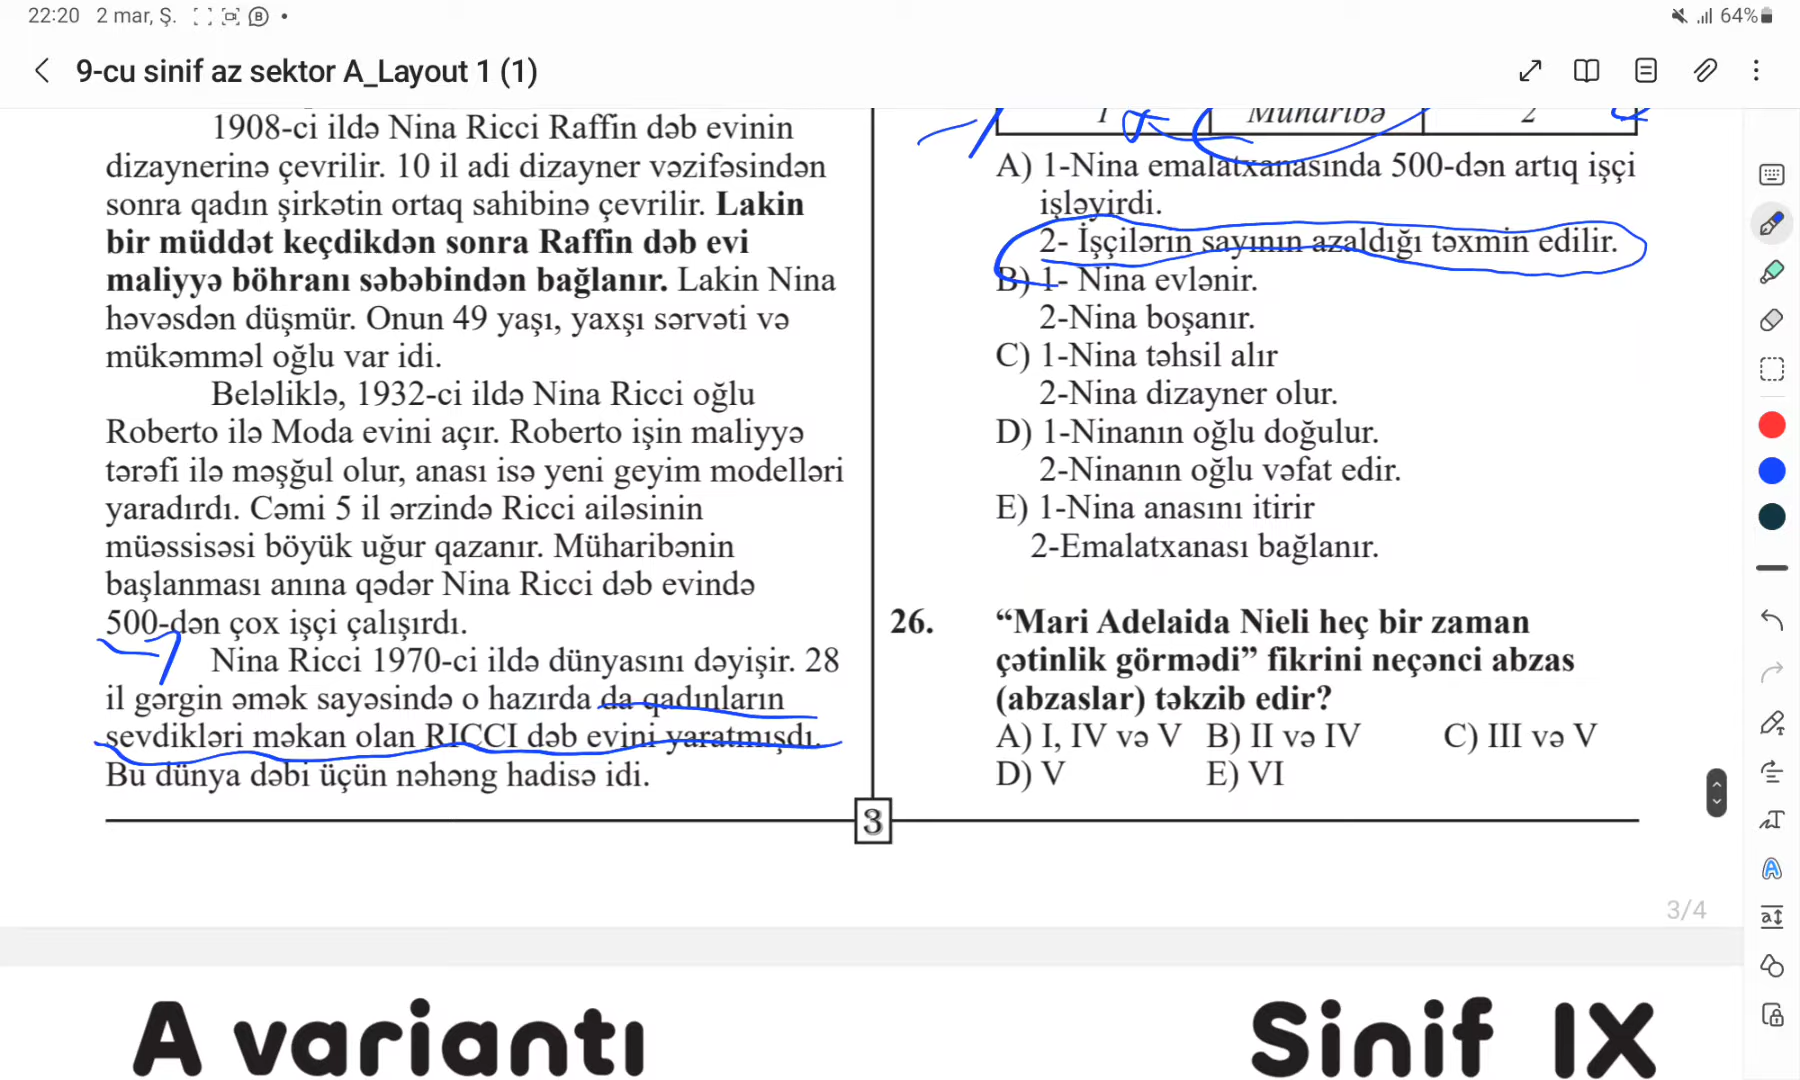 22:20 2 mar, Ş.
64%
9-cu sinif az sektor A_Layout 1 (1)
1908-ci ildə Nina Ricci Raffin dəb evinin
dizaynerinə çevrilir. 10 il adi dizayner vəzifəsindən
sonra qadın şirkətin ortaq sahibinə çevrilir. Lakin
bir müddət keçdikdən sonra Raffin dəb evi
maliyyə böhranı səbəbindən bağlanır. Lakin Nina
həvəsdən düşmür. Onun 49 yaşı, yaxşı sərvəti və
mükəmməl oğlu var idi.
Beləliklə, 1932-ci ildə Nina Ricci oğlu
Roberto ilə Moda evini açır. Roberto işin maliyyə
tərəfi ilə məşğul olur, anası isə yeni geyim modelləri
yaradırdı. Cəmi 5 il ərzində Ricci ailəsinin
müəssisəsi böyük uğur qazanır. Müharibənin
başlanması anına qədər Nina Ricci dəb evində
500-dən çox işçi çalışırdı.
Nina Ricci 1970-ci ildə dünyasını dəyişir. 28
il gərgin əmək sayəsində o hazırda da qadınların
sevdikləri məkan olan RICCI dəb evini yaratmışdı.
Bu dünya dəbi üçün nəhəng hadisə idi.
1 Müharibə 2
A) 1-Nina emalatxanasında 500-dən artıq işçi
işləyirdi.
2- İşçilərin sayının azaldığı təxmin edilir.
B) 1- Nina evlənir.
2-Nina boşanır.
C) 1-Nina təhsil alır
2-Nina dizayner olur.
D) 1-Ninanın oğlu doğulur.
2-Ninanın oğlu vəfat edir.
E) 1-Nina anasını itirir
2-Emalatxanası bağlanır.
26. “Mari Adelaida Nieli heç bir zaman
çətinlik görmədi” fikrini neçənci abzas
(abzaslar) təkzib edir?
A) I, IV və V B) II və IV C) III və V
D) V E) VI
3
3/4
A variantı Sinif IX